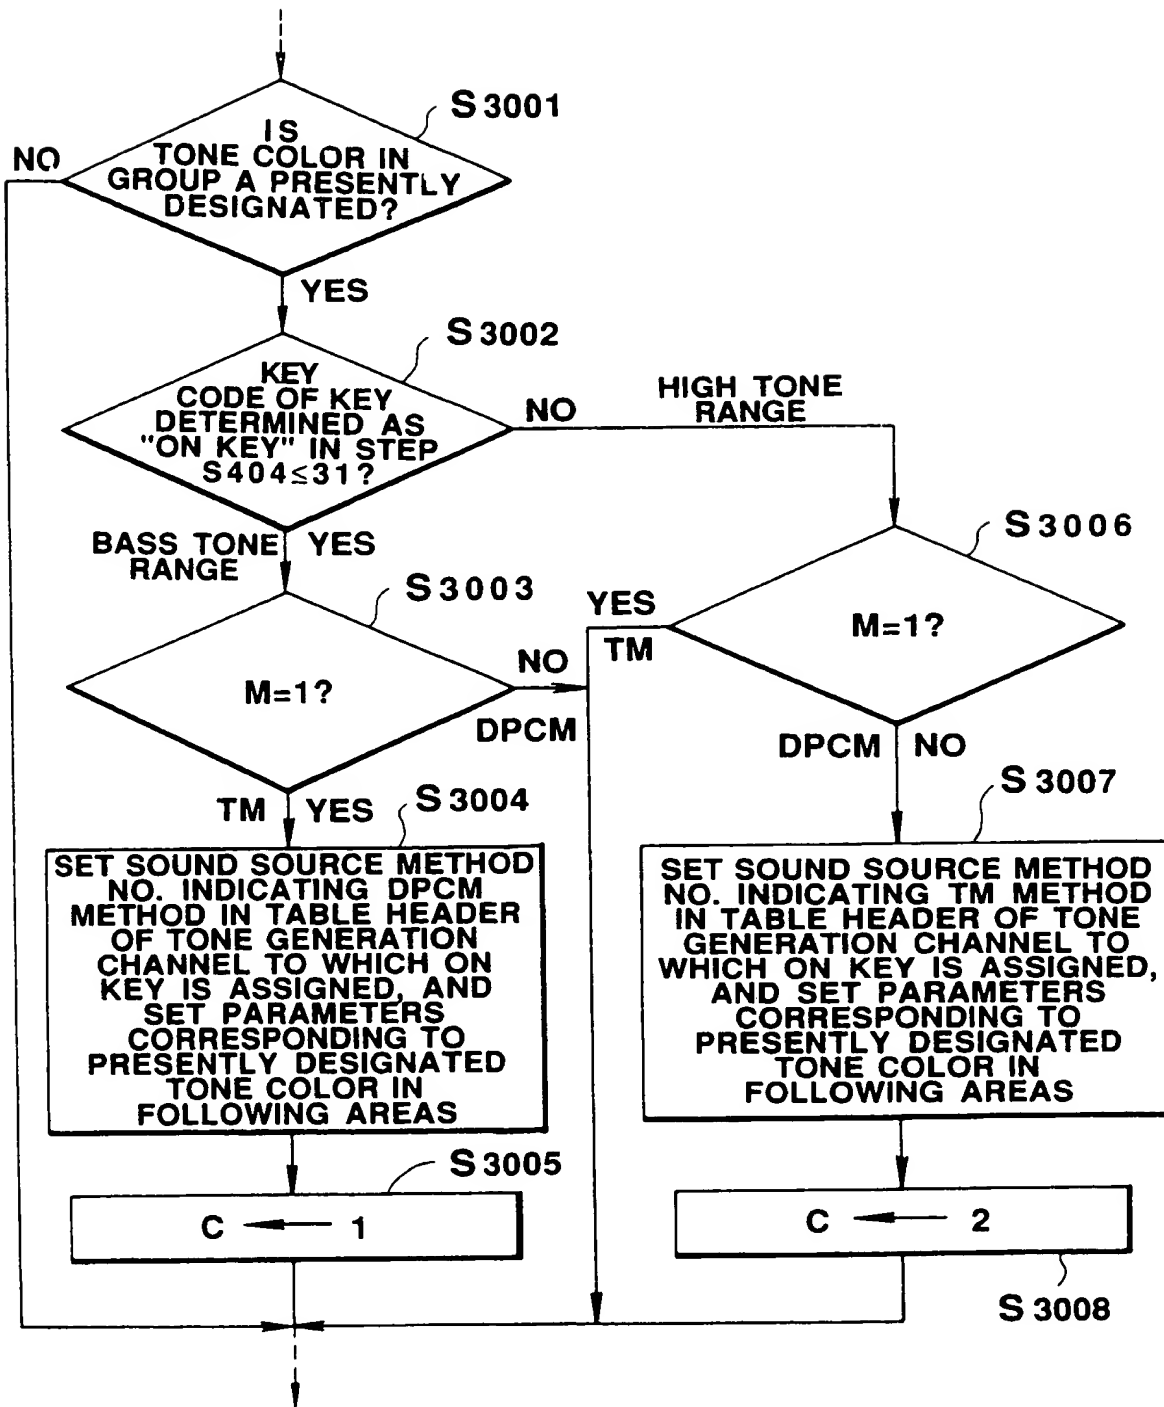 S3001
IS
TONE COLOR IN
GROUP A PRESENTLY
DESIGNATED?
NO
YES
S3002
KEY
CODE OF KEY
DETERMINED AS
"ON KEY" IN STEP
S404≤31?
NO
HIGH TONE
RANGE
BASS TONE
RANGE
YES
S3003
M=1?
NO
DPCM
S3006
M=1?
YES
TM
DPCM
NO
TM
YES
S3004
SET SOUND SOURCE METHOD
NO. INDICATING DPCM
METHOD IN TABLE HEADER
OF TONE GENERATION
CHANNEL TO WHICH ON
KEY IS ASSIGNED, AND
SET PARAMETERS
CORRESPONDING TO
PRESENTLY DESIGNATED
TONE COLOR IN
FOLLOWING AREAS
S3007
SET SOUND SOURCE METHOD
NO. INDICATING TM METHOD
IN TABLE HEADER OF TONE
GENERATION CHANNEL TO
WHICH ON KEY IS ASSIGNED,
AND SET PARAMETERS
CORRESPONDING TO
PRESENTLY DESIGNATED
TONE COLOR IN
FOLLOWING AREAS
S3005
C ← 1
C ← 2
S3008